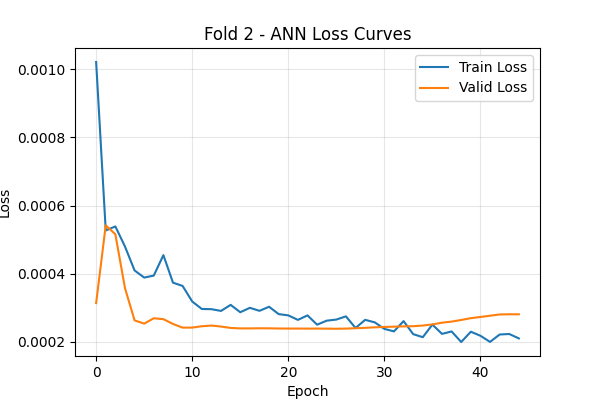 Fold 2 - ANN Loss Curves
Train Loss
Valid Loss
Loss
0.0010
0.0008
0.0006
0.0004
0.0002
0 10 20 30 40
Epoch